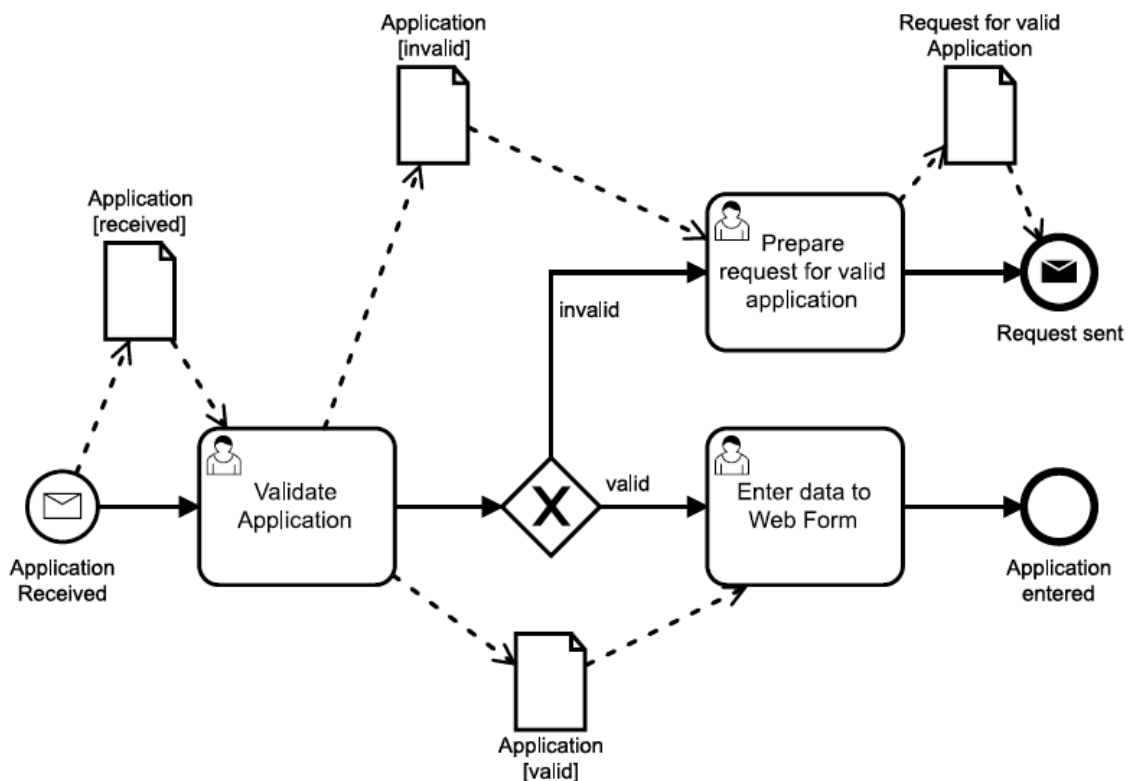 Application
[invalid]
Request for valid
Application
Application
[received]
Prepare
request for valid
application
invalid
Request sent
Validate
Application
valid
Enter data to
Web Form
Application
Received
Application
entered
Application
[valid]